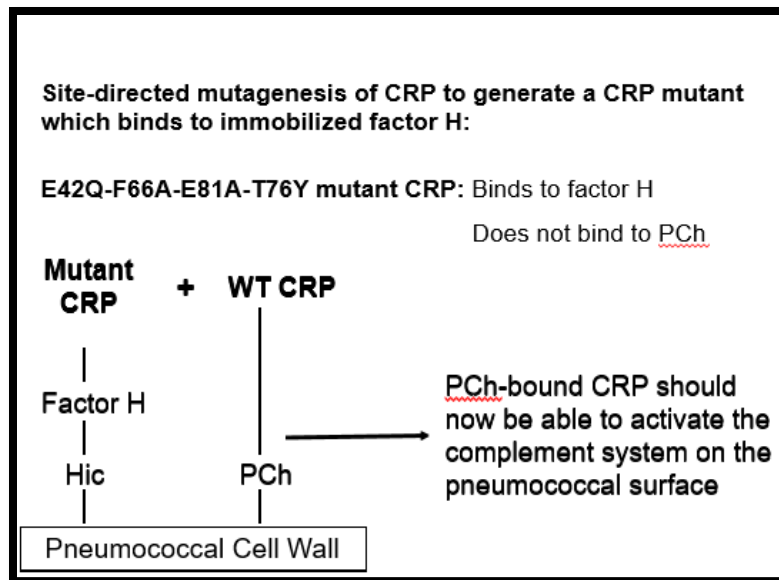 Site-directed mutagenesis of CRP to generate a CRP mutant
which binds to immobilized factor H:
E42Q-F66A-E81A-T76Y mutant CRP: Binds to factor H
Does not bind to PCh
Mutant
CRP
+ WT CRP
Factor H
Hic
PCh
PCh-bound CRP should
now be able to activate the
complement system on the
pneumococcal surface
Pneumococcal Cell Wall